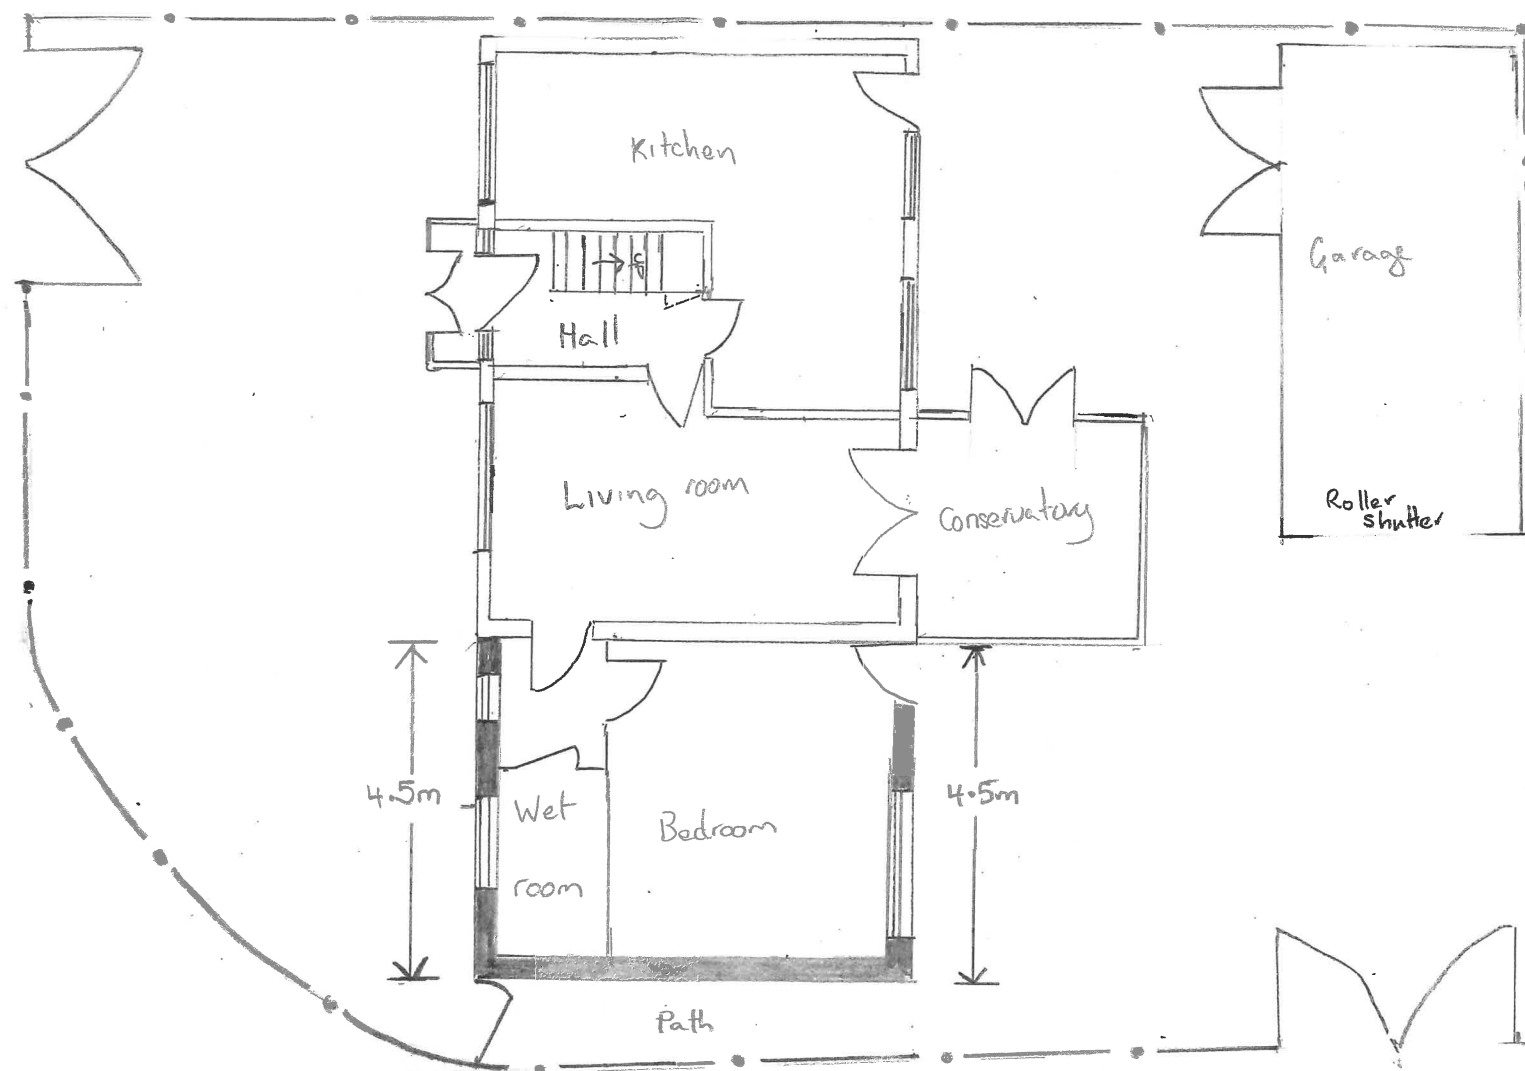 Kitchen
Garage
Hall
Living room
Conservatory
Roller
shutter
4.5m
4.5m
Wet
room
Bedroom
Path